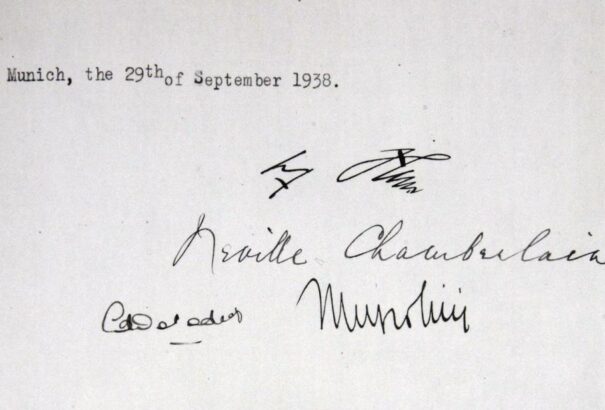 Munich, the 29th of September 1938.
Neville Chamberlain
Mussolini